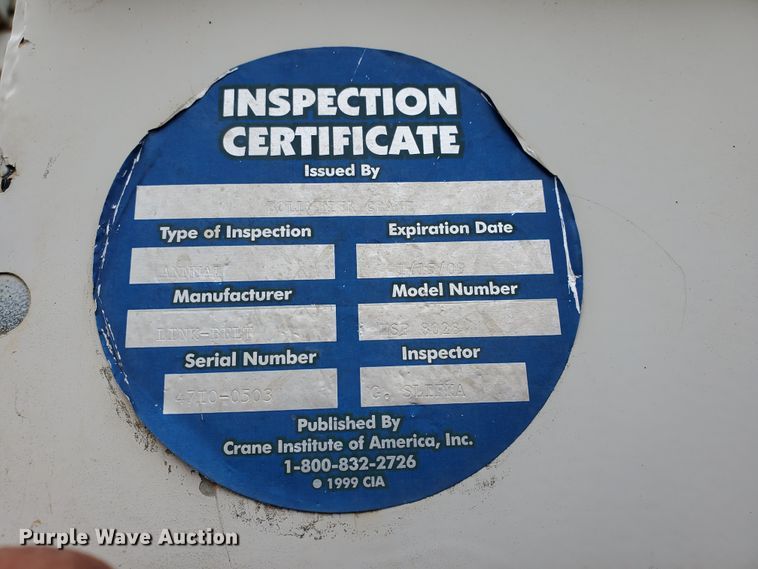 INSPECTION
CERTIFICATE
Issued By
Type of Inspection Expiration Date
ANNUAL
Manufacturer Model Number
LINK-BELT
Serial Number Inspector
47IO-0503 G.
Published By
Crane Institute of America, Inc.
1-800-832-2726
© 1999 CIA
Purple Wave Auction